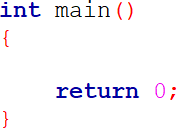 int main()
{
    return 0;
}